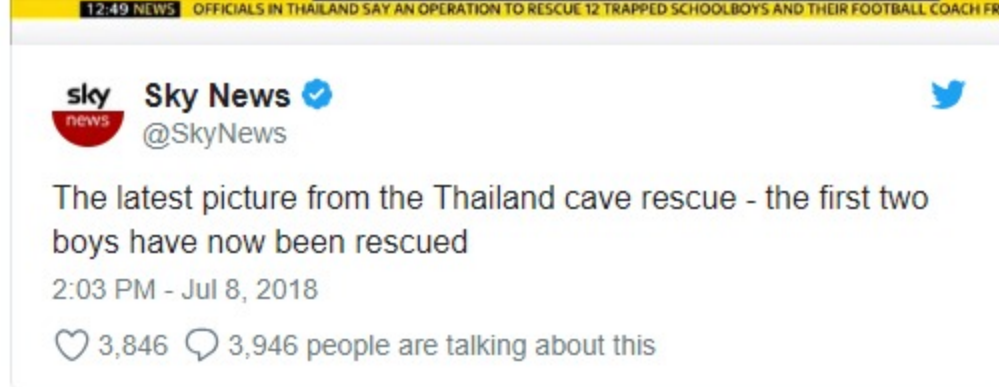 12:49 NEWS OFFICIALS IN THAILAND SAY AN OPERATION TO RESCUE 12 TRAPPED SCHOOLBOYS AND THEIR FOOTBALL COACH FR
sky
news
Sky News
@SkyNews
The latest picture from the Thailand cave rescue - the first two
boys have now been rescued
2:03 PM - Jul 8, 2018
3,846 3,946 people are talking about this